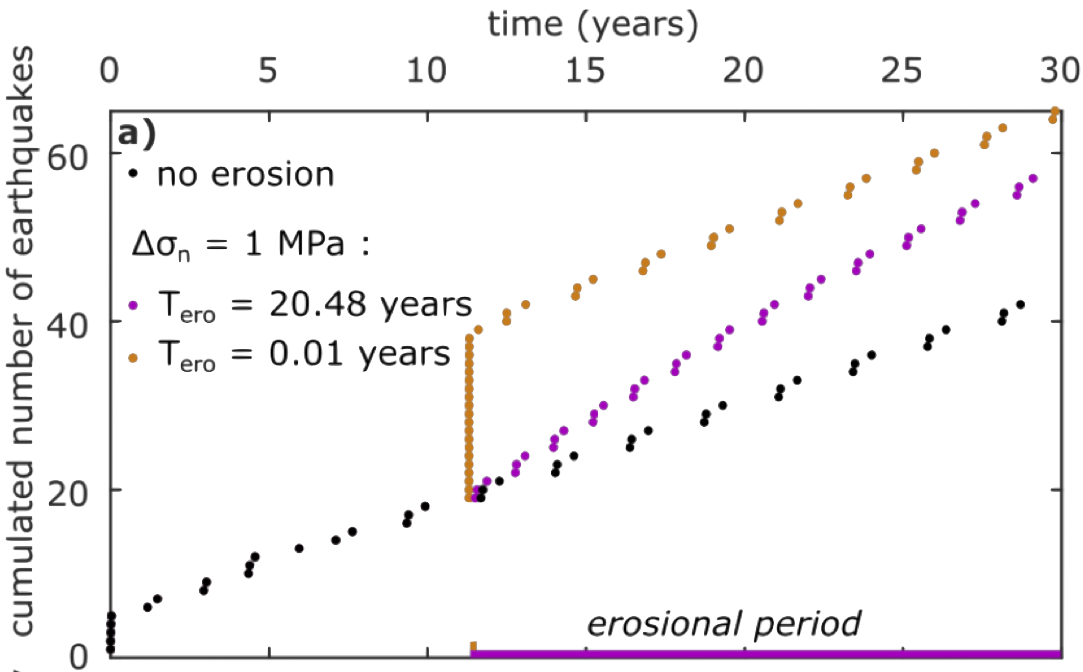 time (years)
0 5 10 15 20 25 30
cumulated number of earthquakes
60
40
20
0
a)
no erosion
Δσn = 1 MPa :
Tero = 20.48 years
Tero = 0.01 years
erosional period